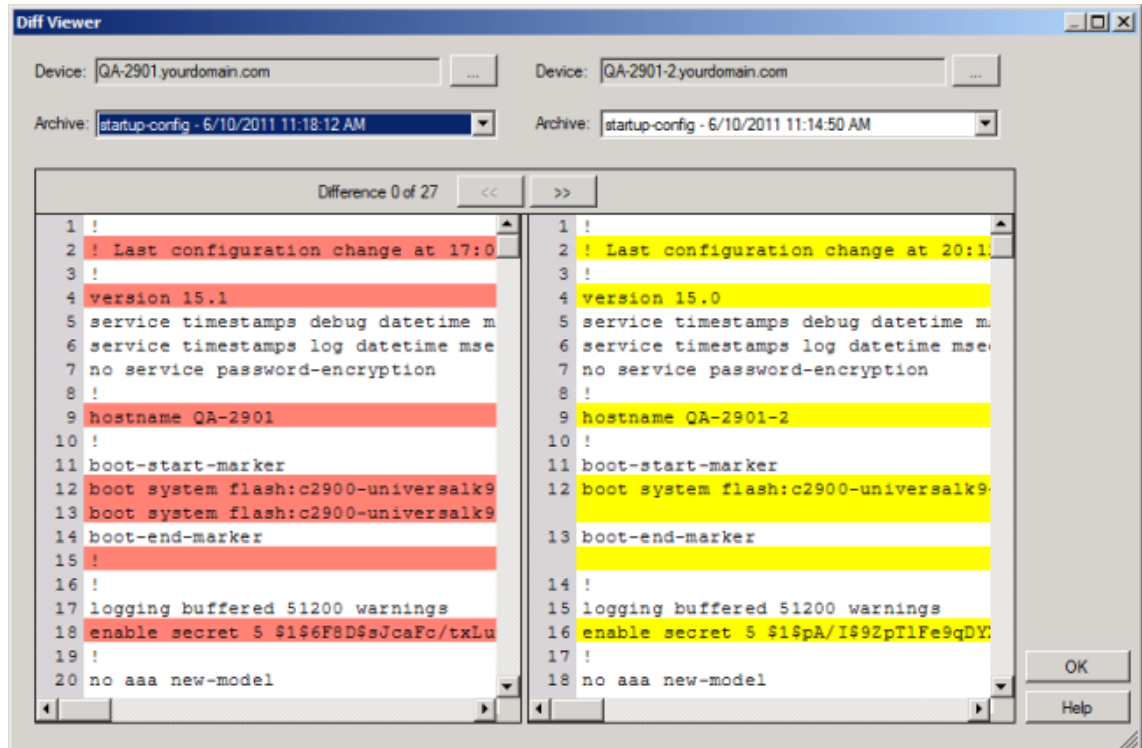 Diff Viewer
Device: QA-2901.yourdomain.com ... Device: QA-2901-2.yourdomain.com ...
Archive: startup-config - 6/10/2011 11:18:12 AM Archive: startup-config - 6/10/2011 11:14:50 AM
Difference 0 of 27 << >>
1 !
2 ! Last configuration change at 17:0
3 !
4 version 15.1
5 service timestamps debug datetime m
6 service timestamps log datetime mse
7 no service password-encryption
8 !
9 hostname QA-2901
10 !
11 boot-start-marker
12 boot system flash:c2900-universalk9
13 boot system flash:c2900-universalk9
14 boot-end-marker
15 !
16 !
17 logging buffered 51200 warnings
18 enable secret 5 $1$6F8D$sJcaFc/txLu
19 !
20 no aaa new-model
1 !
2 ! Last configuration change at 20:1
3 !
4 version 15.0
5 service timestamps debug datetime m
6 service timestamps log datetime mse
7 no service password-encryption
8 !
9 hostname QA-2901-2
10 !
11 boot-start-marker
12 boot system flash:c2900-universalk9-
13 boot-end-marker
14 !
15 logging buffered 51200 warnings
16 enable secret 5 $1$pA/I$9ZpTlFe9qDY
17 !
18 no aaa new-model
OK
Help